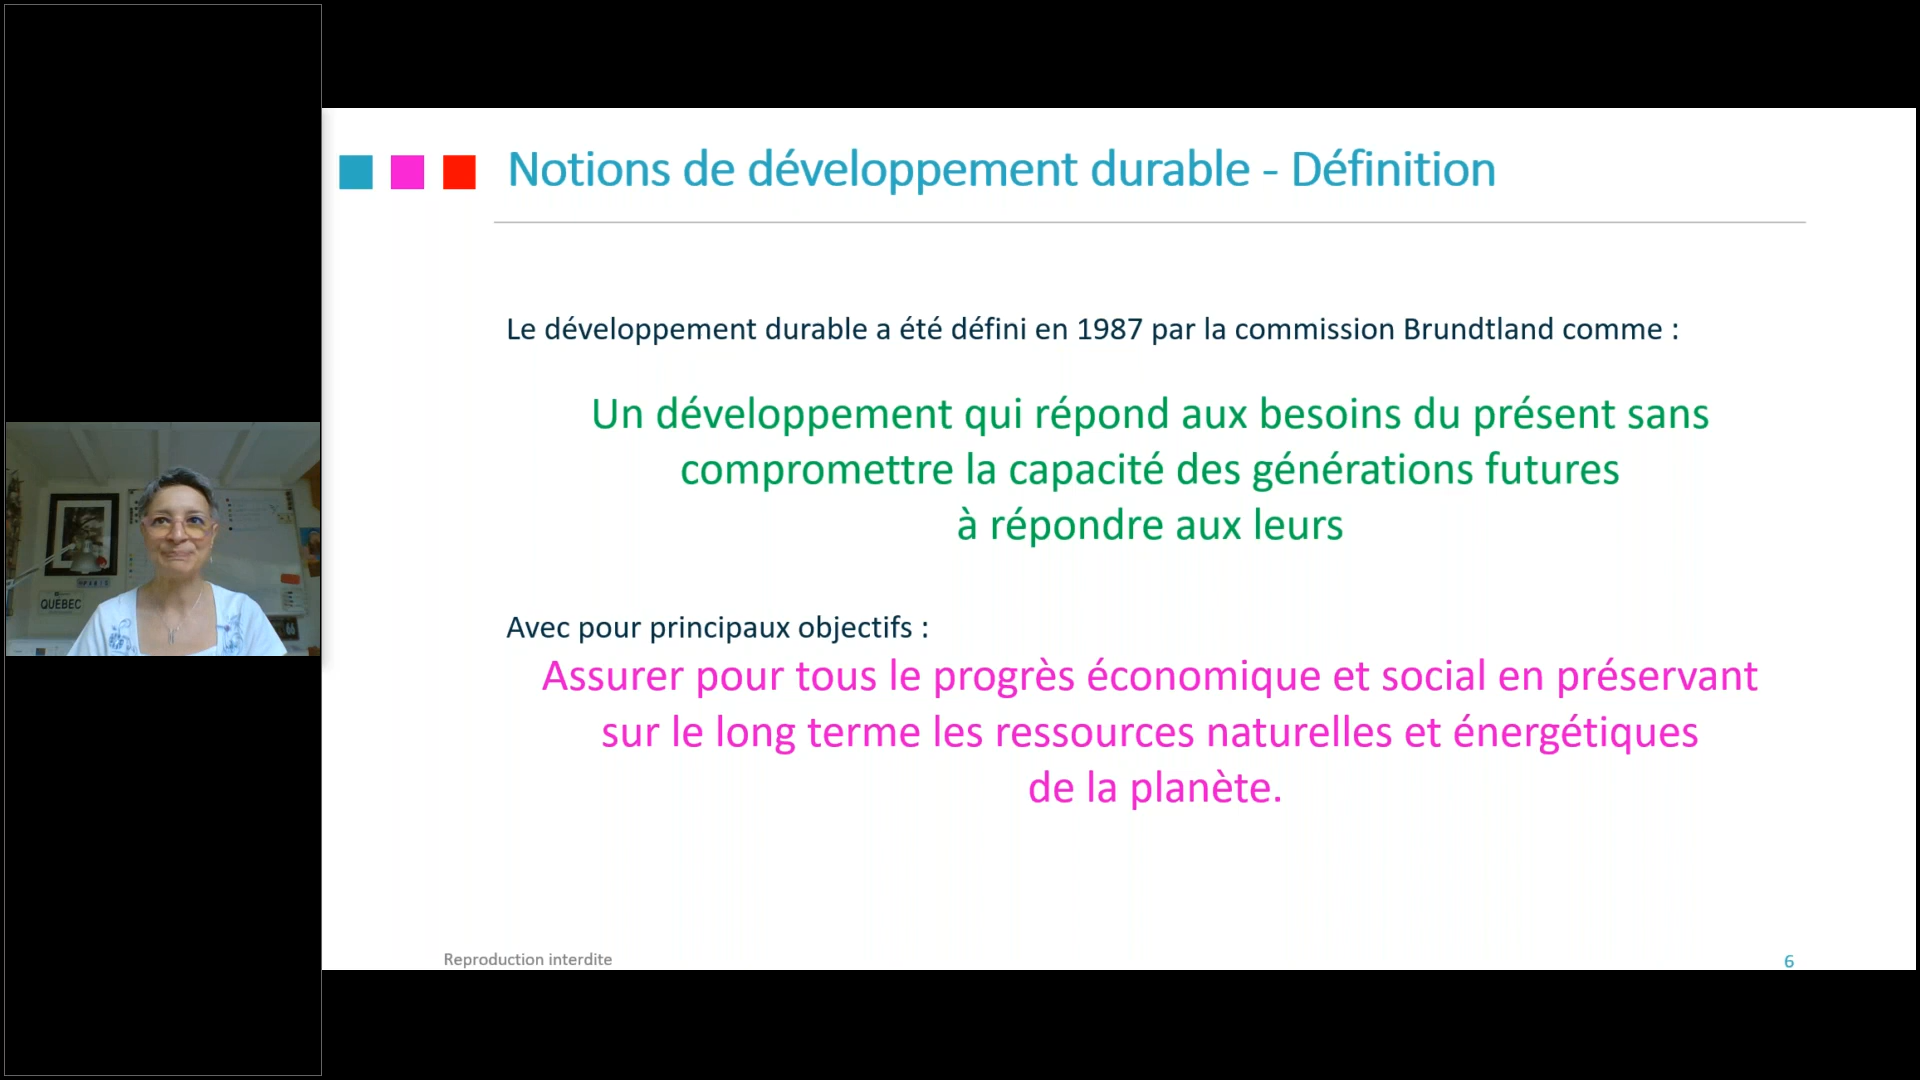 Notions de développement durable - Définition
Le développement durable a été défini en 1987 par la commission Brundtland comme :
Un développement qui répond aux besoins du présent sans
compromettre la capacité des générations futures
à répondre aux leurs
Avec pour principaux objectifs :
Assurer pour tous le progrès économique et social en préservant
sur le long terme les ressources naturelles et énergétiques
de la planète.
Reproduction interdite
6
QUÉBEC